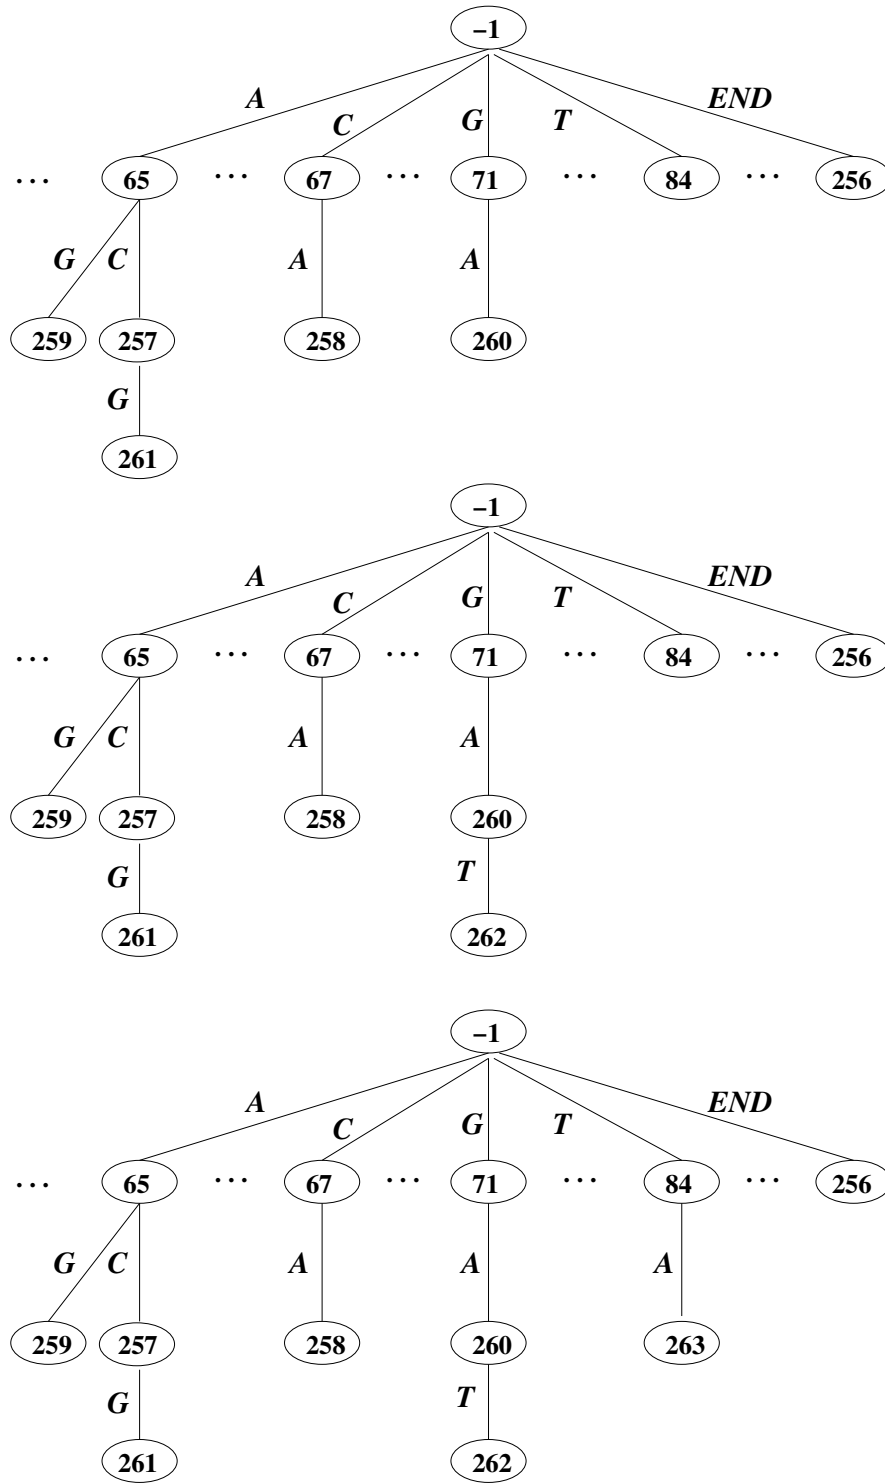 −1
A C G T END
... 65 ... 67 ... 71 ... 84 ... 256
G C A A
259 257 258 260
G
261
−1
A C G T END
... 65 ... 67 ... 71 ... 84 ... 256
G C A A
259 257 258 260
G T
261 262
−1
A C G T END
... 65 ... 67 ... 71 ... 84 ... 256
G C A A A
259 257 258 260 263
G T
261 262